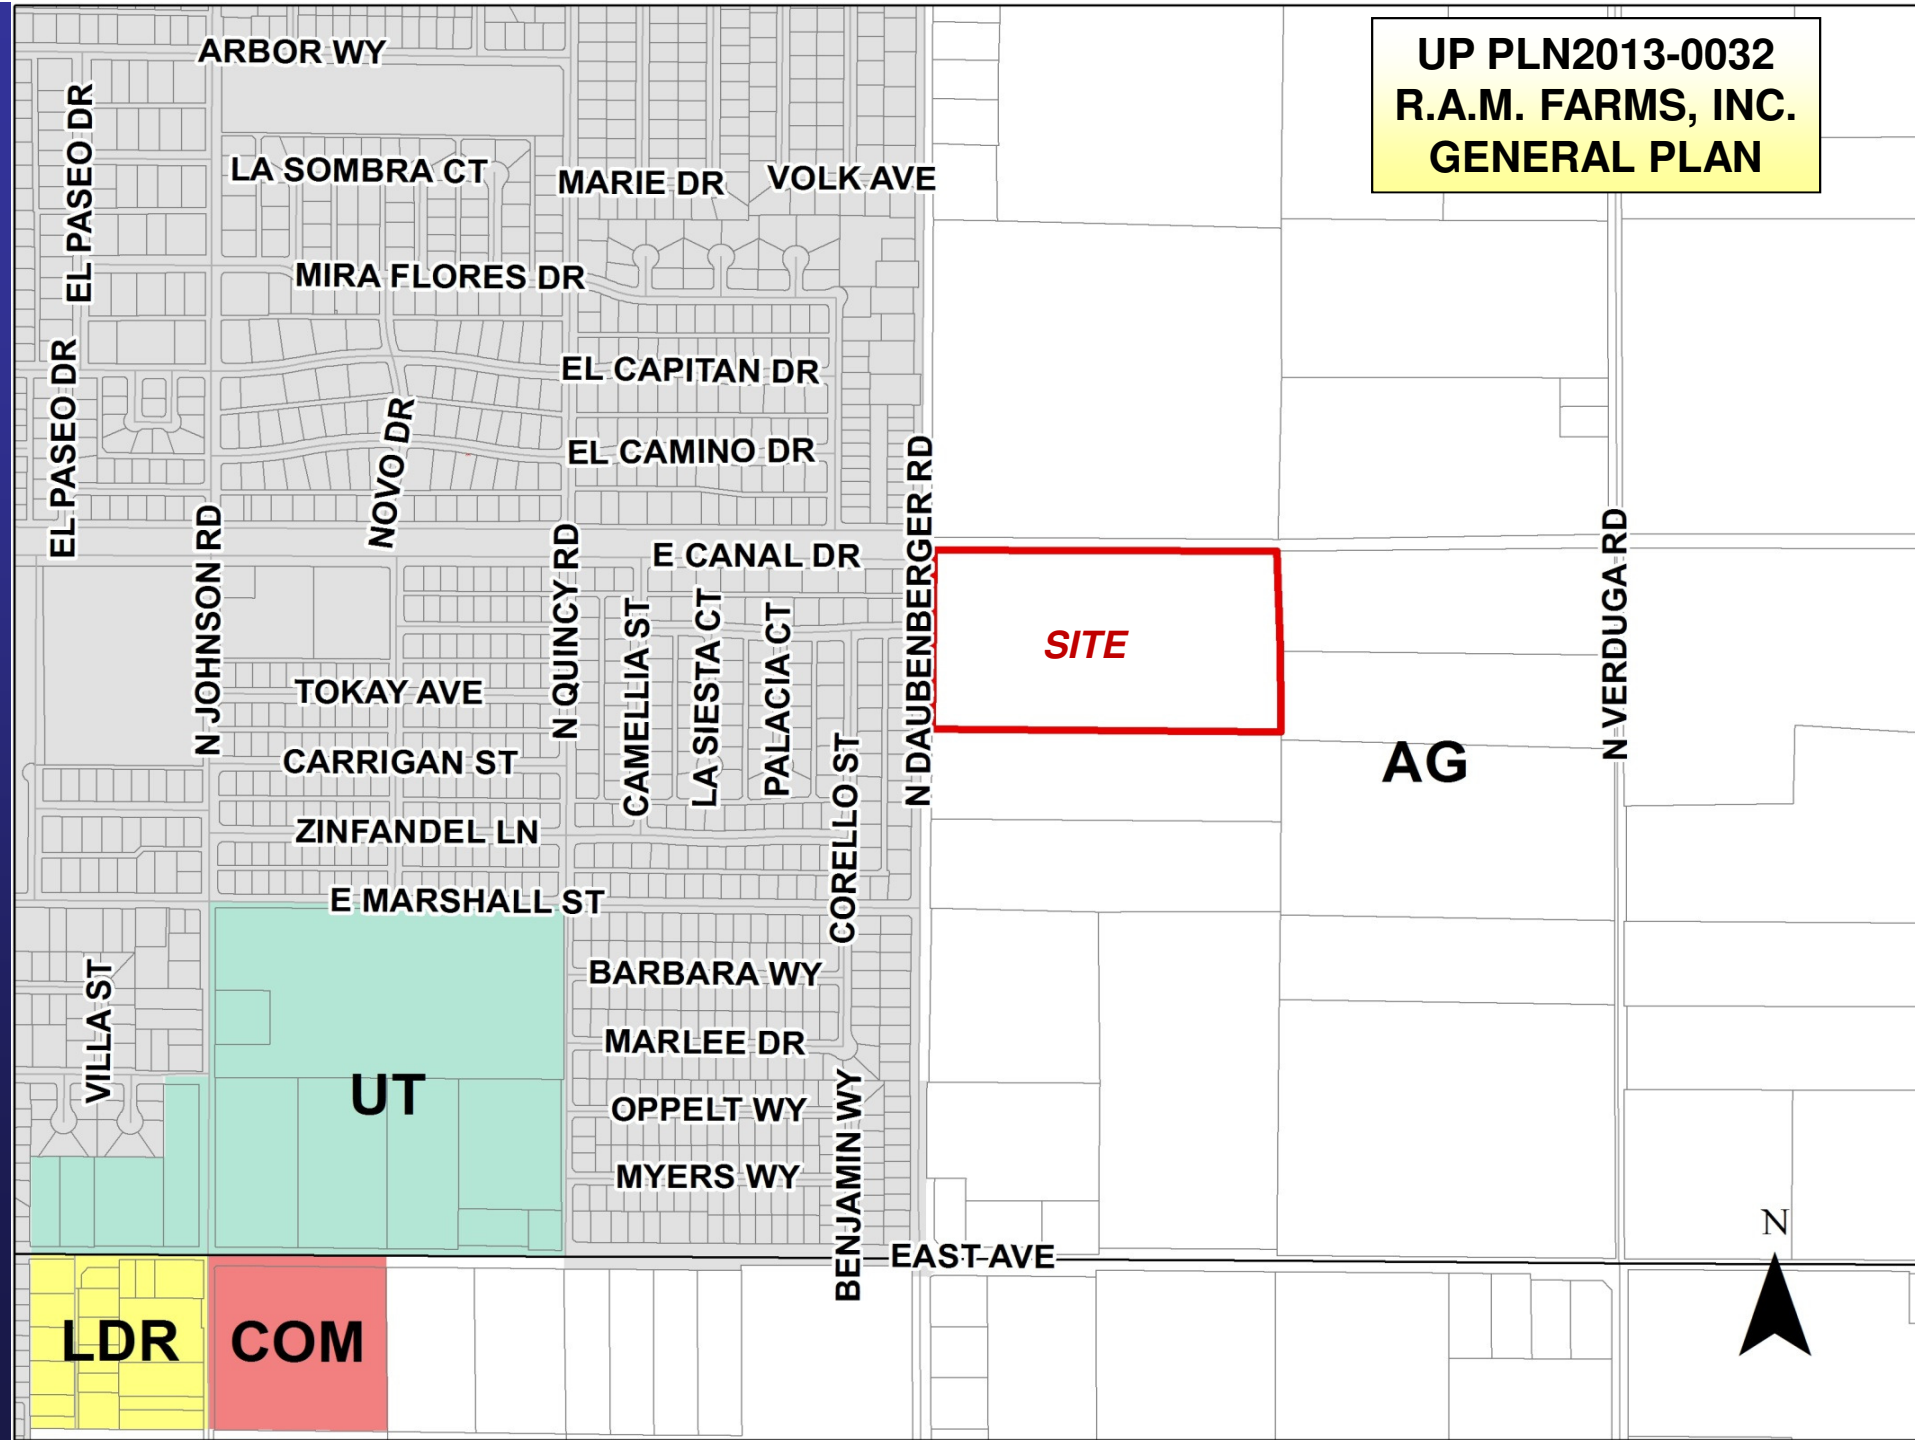 UP PLN2013-0032
R.A.M. FARMS, INC.
GENERAL PLAN
ARBOR WY
EL PASEO DR
LA SOMBRA CT
MARIE DR
VOLK AVE
MIRA FLORES DR
EL PASEO DR
EL CAPITAN DR
NOVO DR
EL CAMINO DR
N DAUBENBERGER RD
N JOHNSON RD
N QUINCY RD
E CANAL DR
N VERDUGA RD
CAMELLIA ST
LA SIESTA CT
PALACIA CT
SITE
TOKAY AVE
CARRIGAN ST
CORELLO ST
AG
ZINFANDEL LN
E MARSHALL ST
VILLA ST
BARBARA WY
MARLEE DR
UT
OPPELT WY
BENJAMIN WY
MYERS WY
N
EAST AVE
LDR
COM